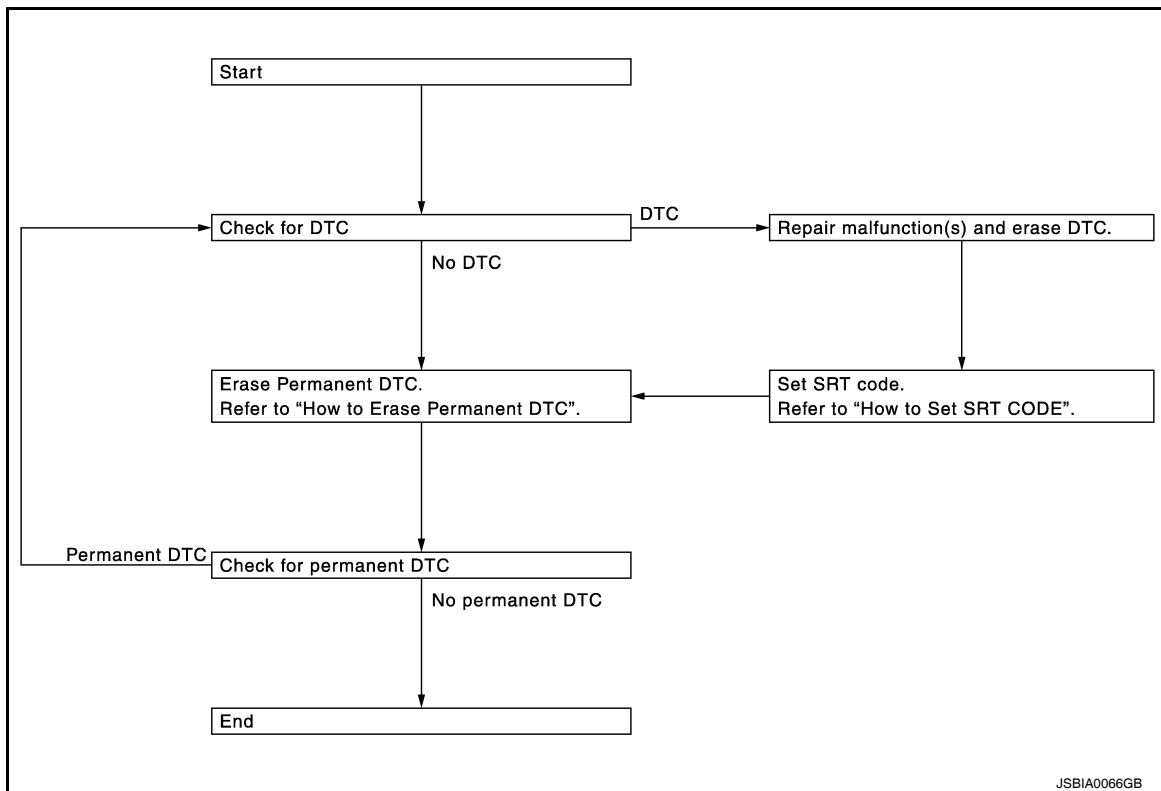 Start
Check for DTC
DTC
Repair malfunction(s) and erase DTC.
No DTC
Erase Permanent DTC.
Refer to “How to Erase Permanent DTC”.
Set SRT code.
Refer to “How to Set SRT CODE”.
Permanent DTC
Check for permanent DTC
No permanent DTC
End
JSBIA0066GB